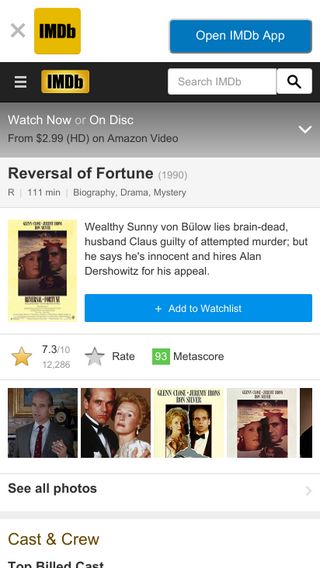 IMDb
Open IMDb App
IMDb
Search IMDb
Watch Now or On Disc
From $2.99 (HD) on Amazon Video
Reversal of Fortune (1990)
R | 111 min | Biography, Drama, Mystery
GLENN CLOSE JEREMY IRONS
RON SILVER
REVERSAL OF FORTUNE
Wealthy Sunny von Bülow lies brain-dead,
husband Claus guilty of attempted murder; but
he says he's innocent and hires Alan
Dershowitz for his appeal.
+ Add to Watchlist
7.3/10
12,286
Rate
93 Metascore
GLENN CLOSE · JEREMY IRONS
RON SILVER
GLENN CLOSE JEREMY IRONS
RON SILVER
See all photos
Cast & Crew
Top Billed Cast